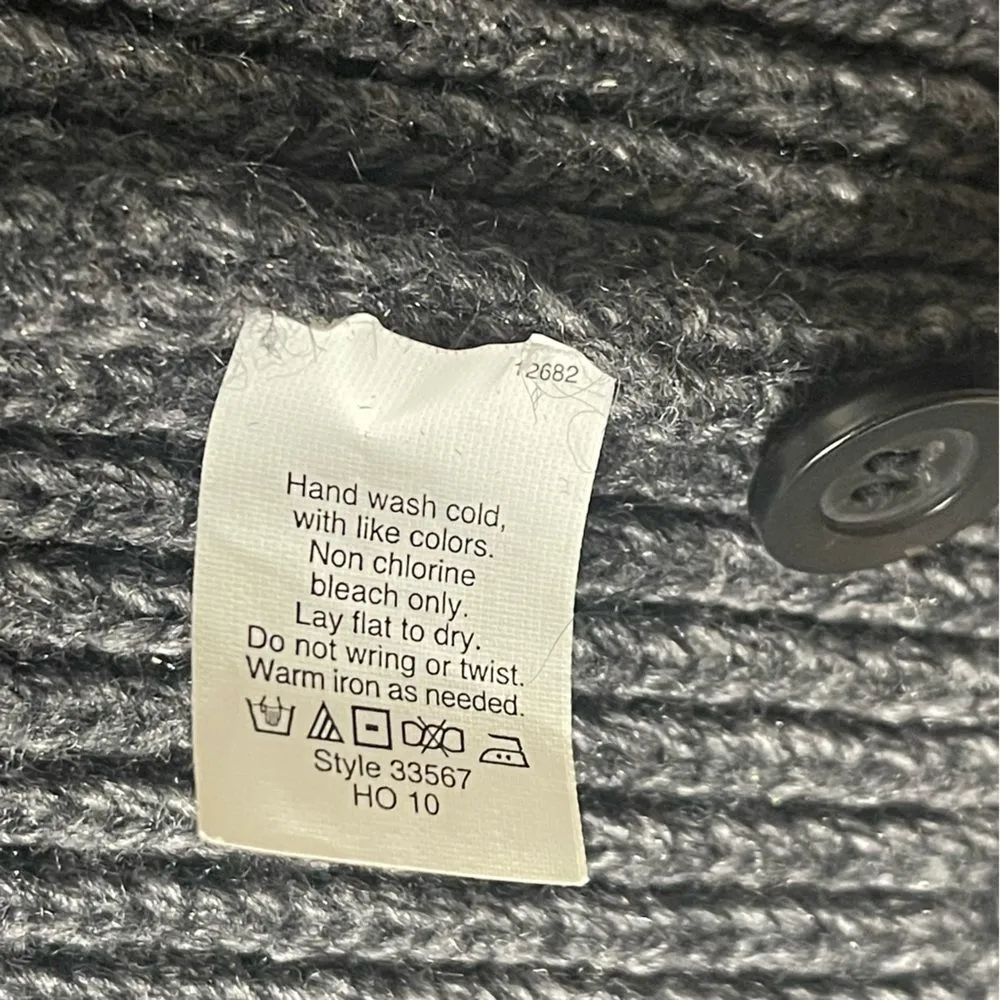 12682
Hand wash cold,
with like colors.
Non chlorine
bleach only.
Lay flat to dry.
Do not wring or twist.
Warm iron as needed.
Style 33567
HO 10